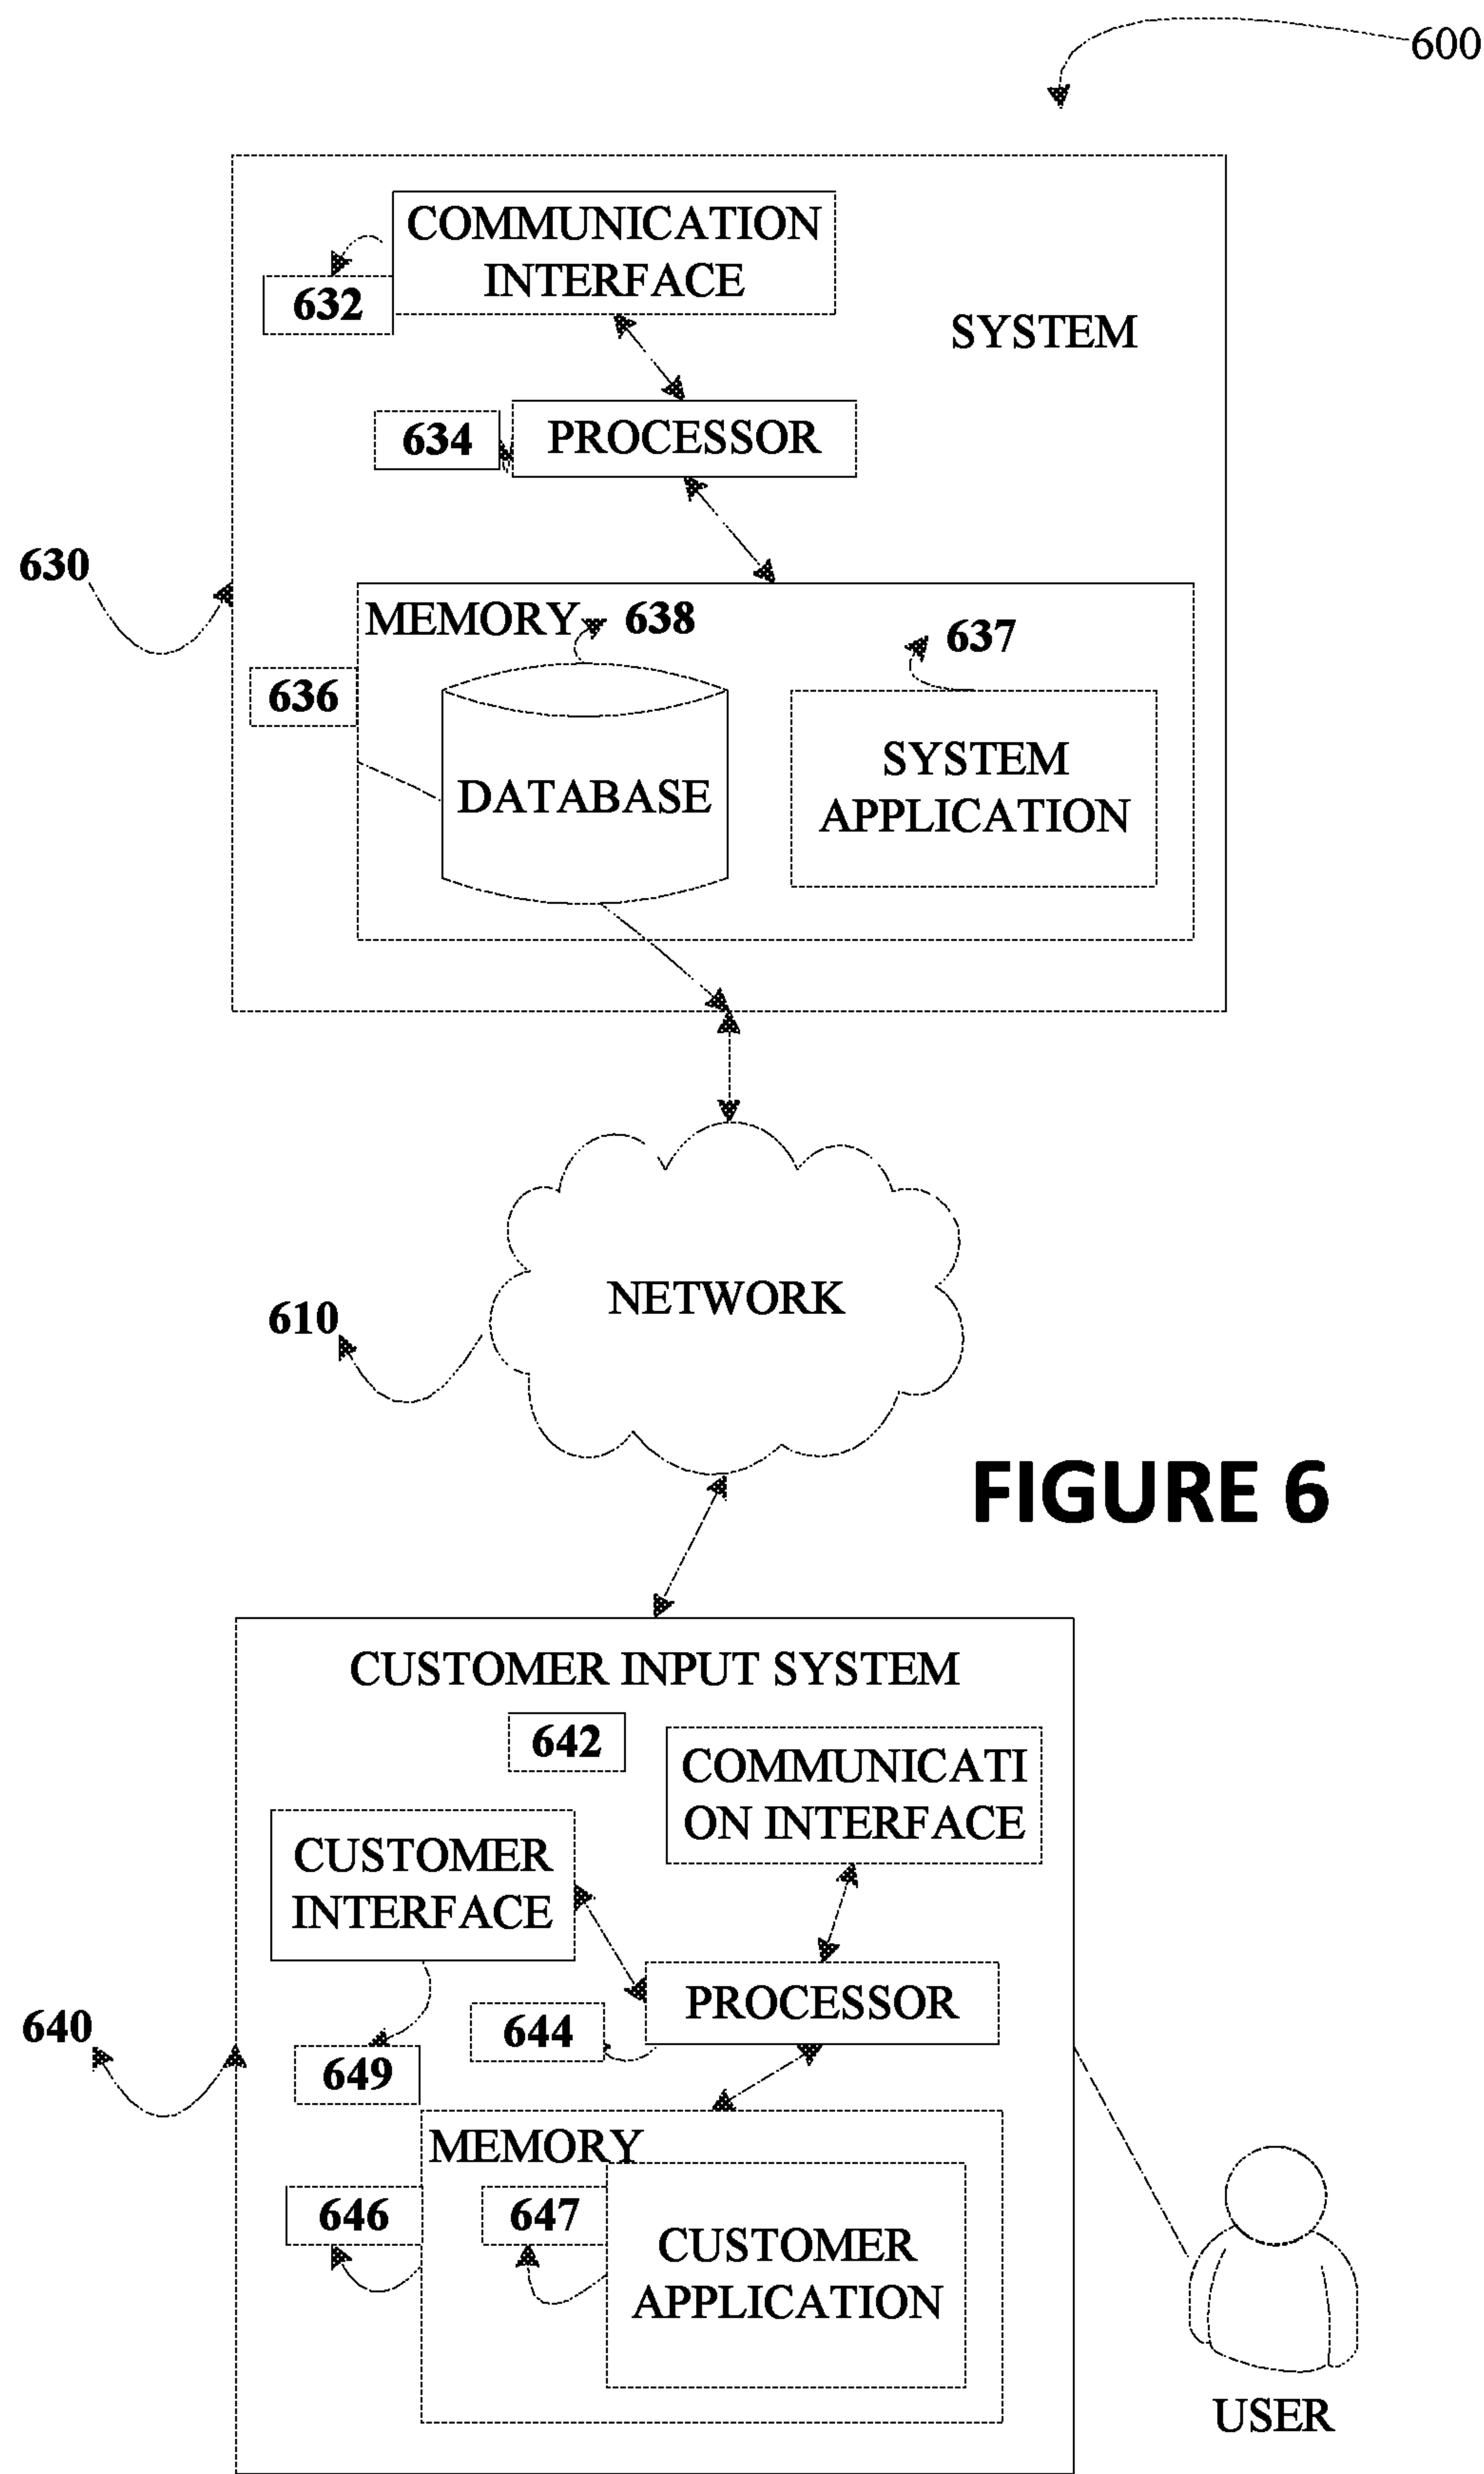 600
COMMUNICATION
INTERFACE
632
SYSTEM
634
PROCESSOR
630
MEMORY
638
637
636
SYSTEM
APPLICATION
DATABASE
NETWORK
610
FIGURE 6
CUSTOMER INPUT SYSTEM
642
COMMUNICATI
ON INTERFACE
CUSTOMER
INTERFACE
PROCESSOR
644
640
649
MEMORY
646
647
CUSTOMER
APPLICATION
USER